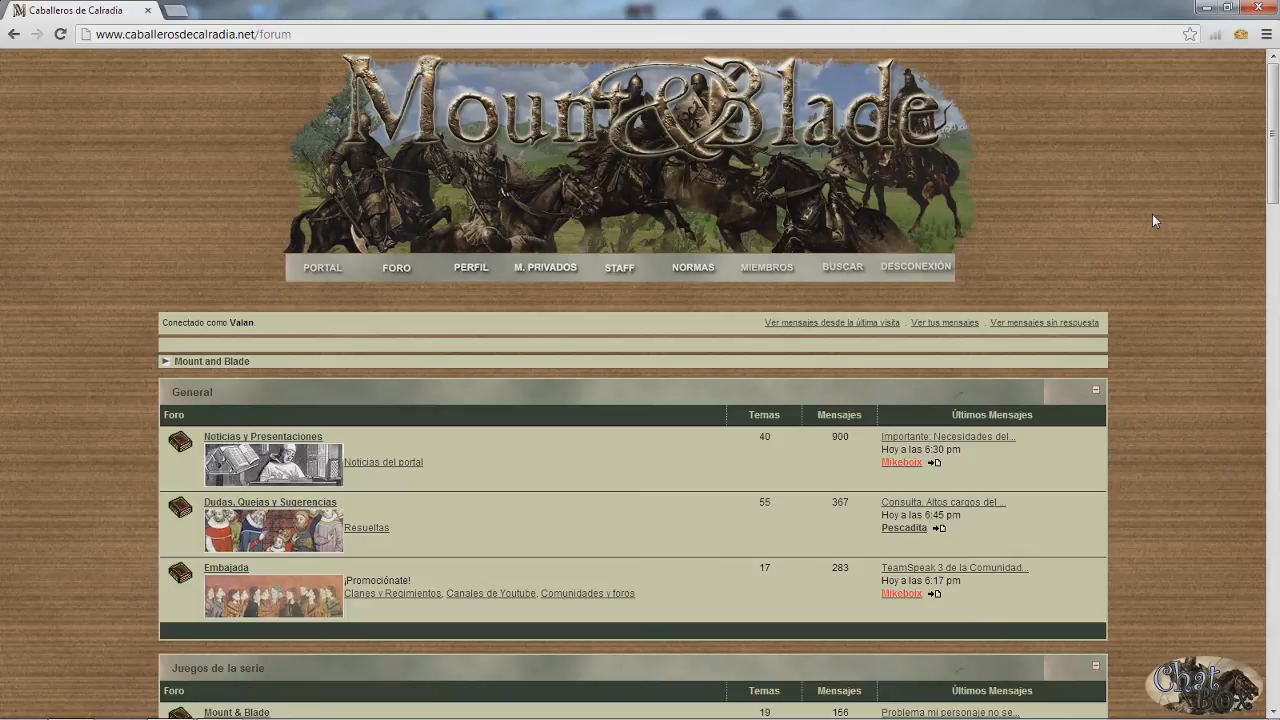 Caballeros de Calradia
www.caballerosdecalradia.net/forum
Mount & Blade
PORTAL FORO PERFIL M. PRIVADOS STAFF NORMAS MIEMBROS BUSCAR DESCONEXIÓN
Conectado como Valan.
Ver mensajes desde la última visita . Ver tus mensajes . Ver mensajes sin respuesta
Mount and Blade
General
Foro Temas Mensajes Últimos Mensajes
Noticias y Presentaciones 40 900 Importante: Necesidades del...
Hoy a las 6:30 pm
Noticias del portal Mikeboix
Dudas, Quejas y Sugerencias 55 367 Consulta: Altos cargos del ...
Hoy a las 6:45 pm
Resueltas Pescadita
Embajada 17 283 TeamSpeak 3 de la Comunidad...
¡Promociónate! Hoy a las 6:17 pm
Clanes y Regimientos, Canales de Youtube, Comunidades y foros Mikeboix
Juegos de la serie
Foro Temas Mensajes Últimos Mensajes
Mount & Blade 19 156 Problema mi personaje no se...
Chat Box